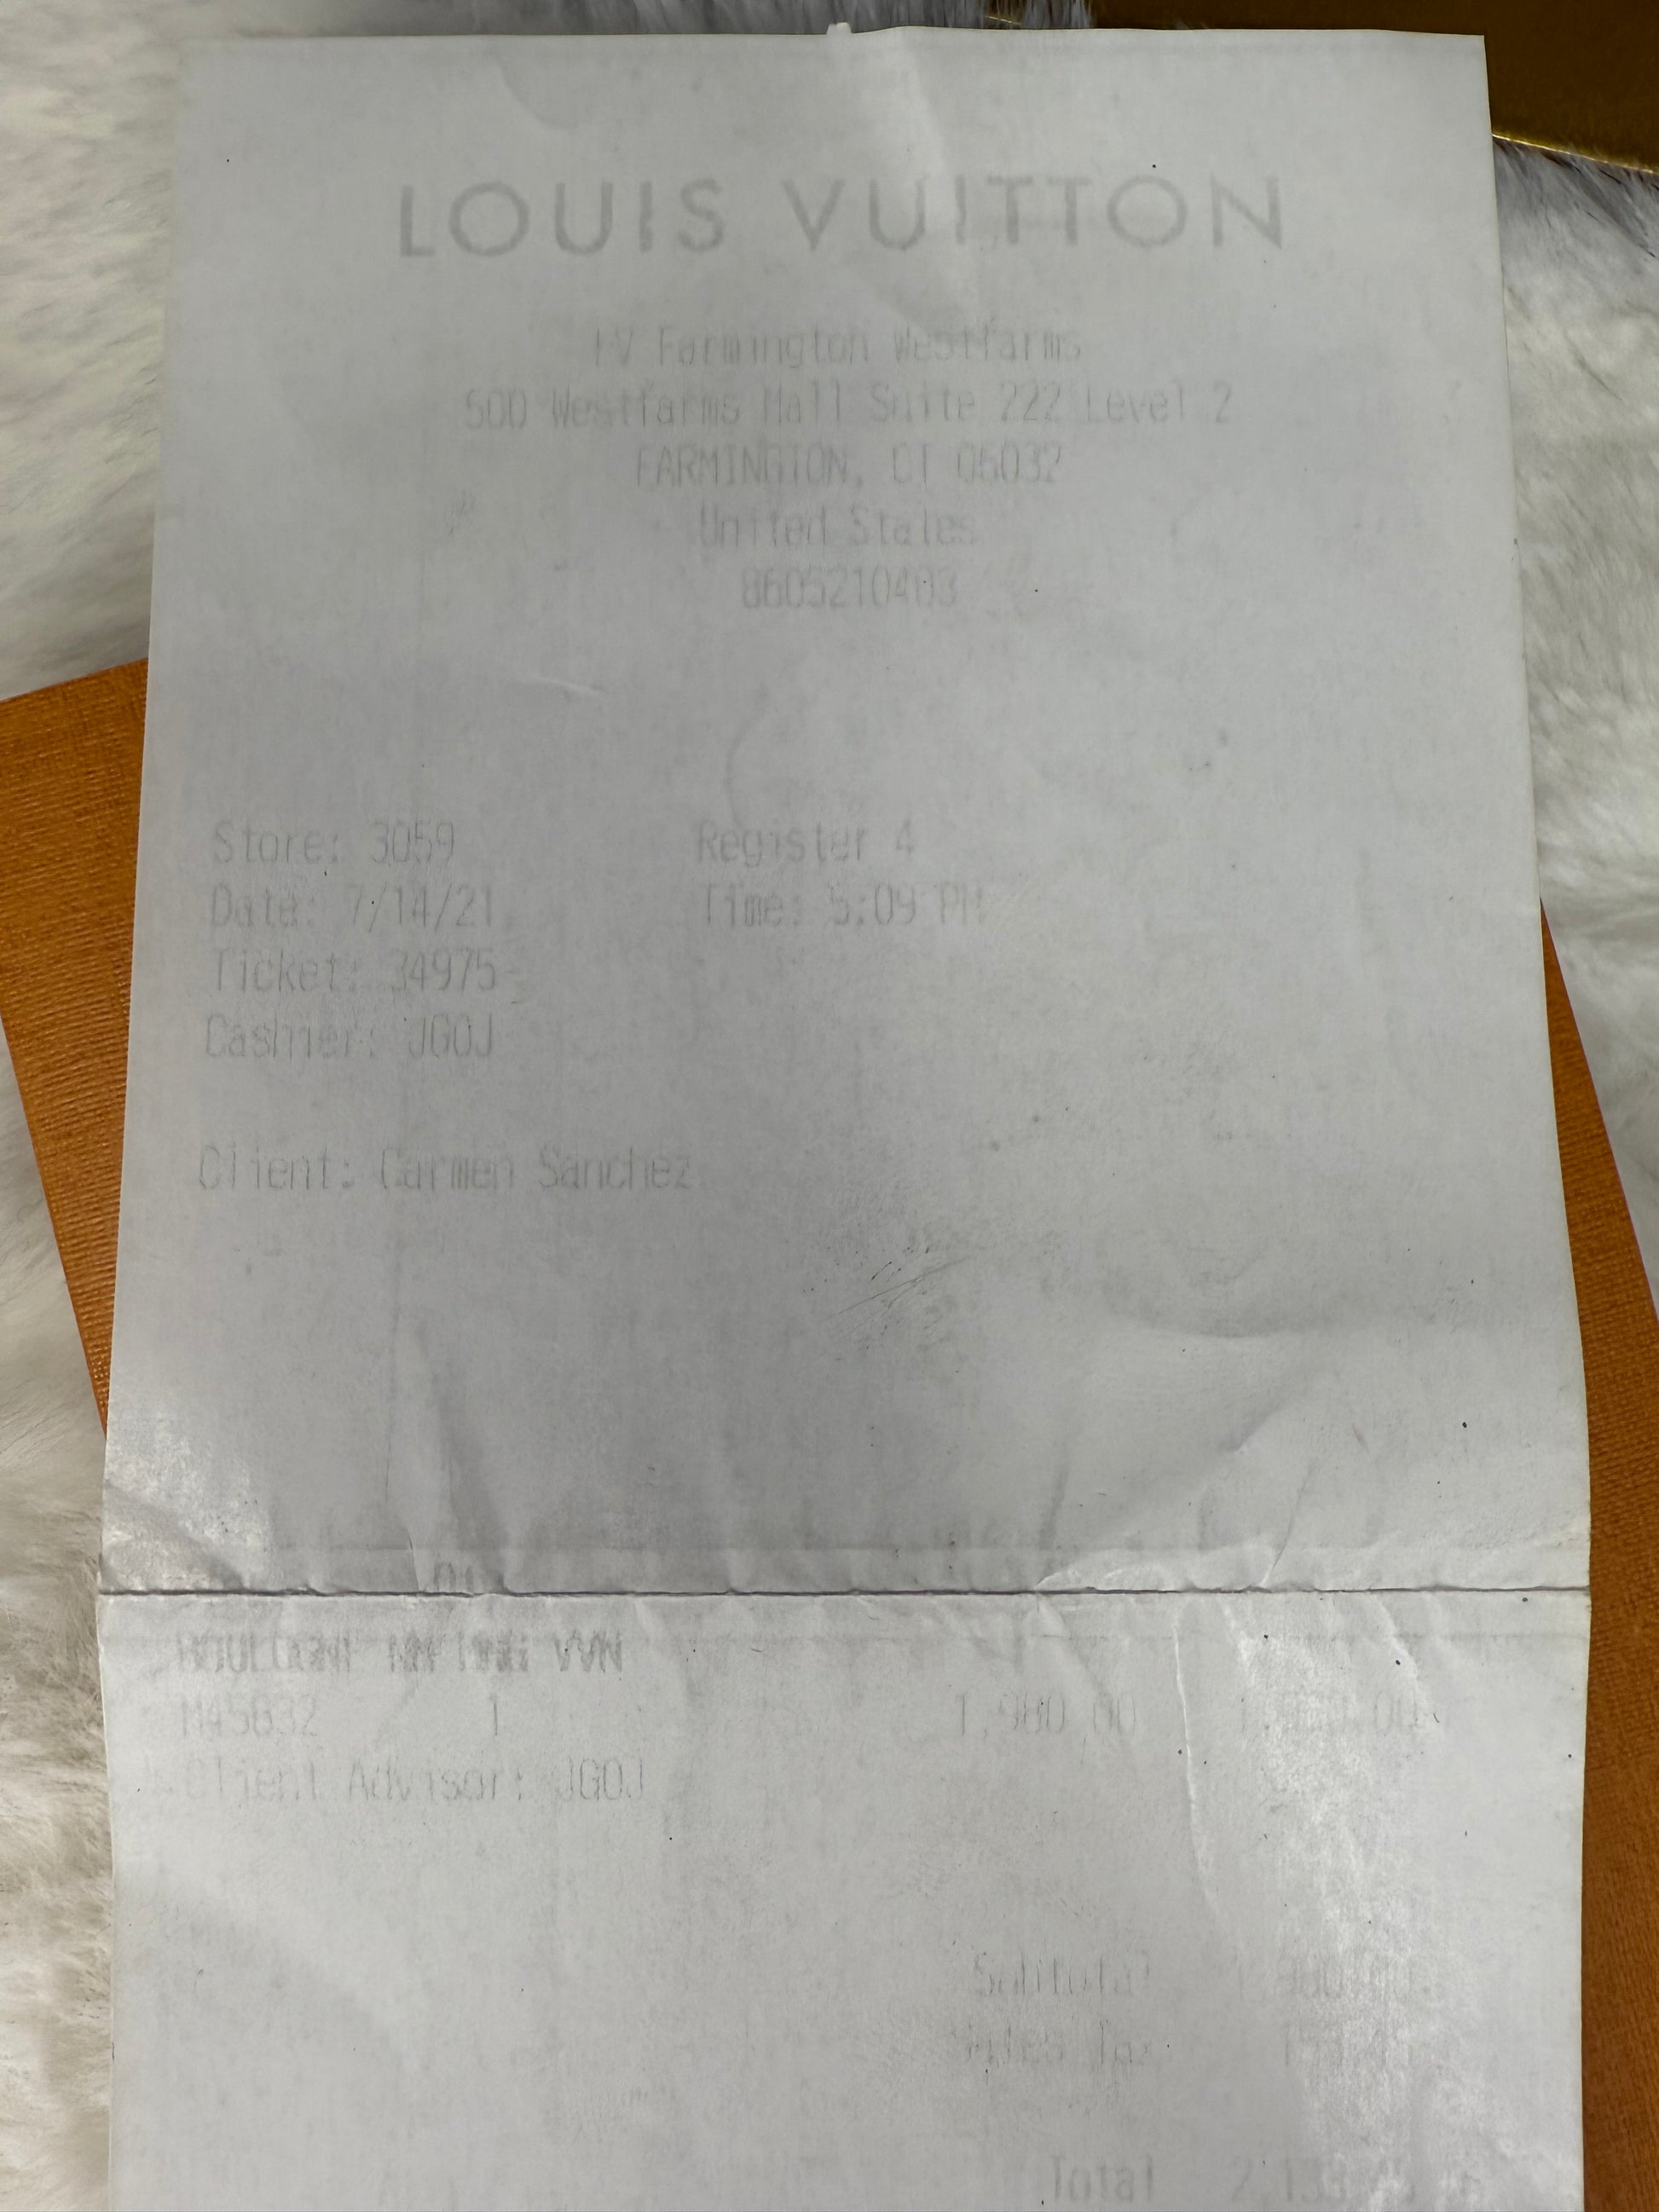 LOUIS VUITTON
LV Farmington Westfarms
500 Westfarms Mall Suite 222 Level 2
FARMINGTON, CT 06032
United States
8605210403
Store: 3059 Register 4
Date: 7/14/21 Time: 5:09 PM
Ticket: 34975
Cashier: JGOJ
Client: Carmen Sanchez
1 1,980.00
Client Advisor: JGOJ
Subtotal
Sales Tax
Total